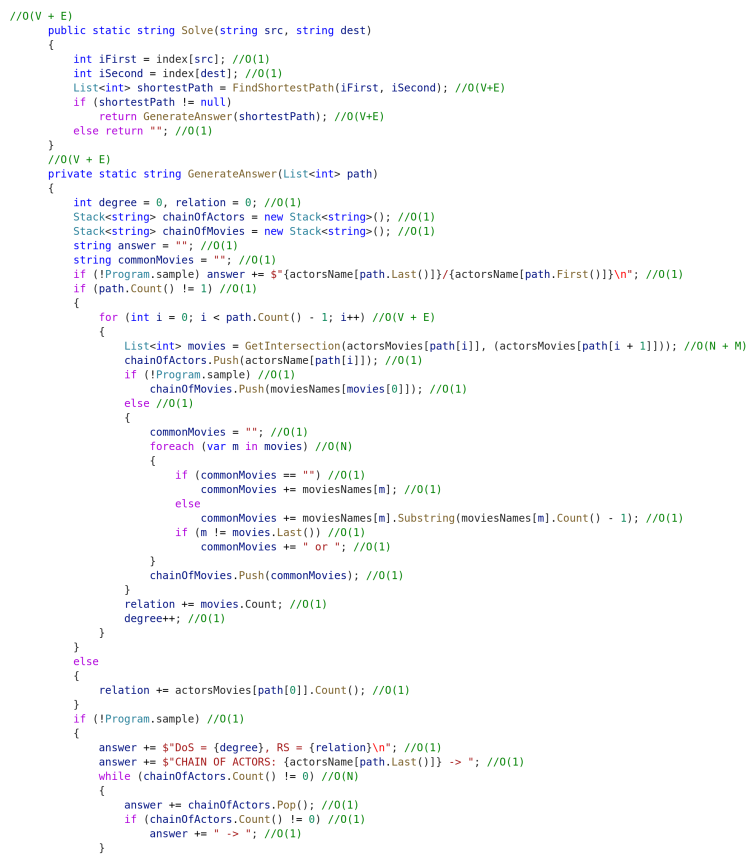 //O(V + E)
public static string Solve(string src, string dest)
{
int iFirst = index[src]; //O(1)
int iSecond = index[dest]; //O(1)
List<int> shortestPath = FindShortestPath(iFirst, iSecond); //O(V+E)
if (shortestPath != null)
return GenerateAnswer(shortestPath); //O(V+E)
else return ""; //O(1)
}
//O(V + E)
private static string GenerateAnswer(List<int> path)
{
int degree = 0, relation = 0; //O(1)
Stack<string> chainOfActors = new Stack<string>(); //O(1)
Stack<string> chainOfMovies = new Stack<string>(); //O(1)
string answer = ""; //O(1)
string commonMovies = ""; //O(1)
if (!Program.sample) answer += $"{actorsName[path.Last()]}/{actorsName[path.First()]}\n"; //O(1)
if (path.Count() != 1) //O(1)
{
for (int i = 0; i < path.Count() - 1; i++) //O(V + E)
{
List<int> movies = GetIntersection(actorsMovies[path[i]], (actorsMovies[path[i + 1]])); //O(N + M)
chainOfActors.Push(actorsName[path[i]]); //O(1)
if (!Program.sample) //O(1)
chainOfMovies.Push(moviesNames[movies[0]]); //O(1)
else //O(1)
{
commonMovies = ""; //O(1)
foreach (var m in movies) //O(N)
{
if (commonMovies == "") //O(1)
commonMovies += moviesNames[m]; //O(1)
else
commonMovies += moviesNames[m].Substring(moviesNames[m].Count() - 1); //O(1)
if (m != movies.Last()) //O(1)
commonMovies += " or "; //O(1)
}
chainOfMovies.Push(commonMovies); //O(1)
}
relation += movies.Count; //O(1)
degree++; //O(1)
}
}
else
{
relation += actorsMovies[path[0]].Count(); //O(1)
}
if (!Program.sample) //O(1)
{
answer += $"DoS = {degree}, RS = {relation}\n"; //O(1)
answer += $"CHAIN OF ACTORS: {actorsName[path.Last()]} -> "; //O(1)
while (chainOfActors.Count() != 0) //O(N)
{
answer += chainOfActors.Pop(); //O(1)
if (chainOfActors.Count() != 0) //O(1)
answer += " -> "; //O(1)
}